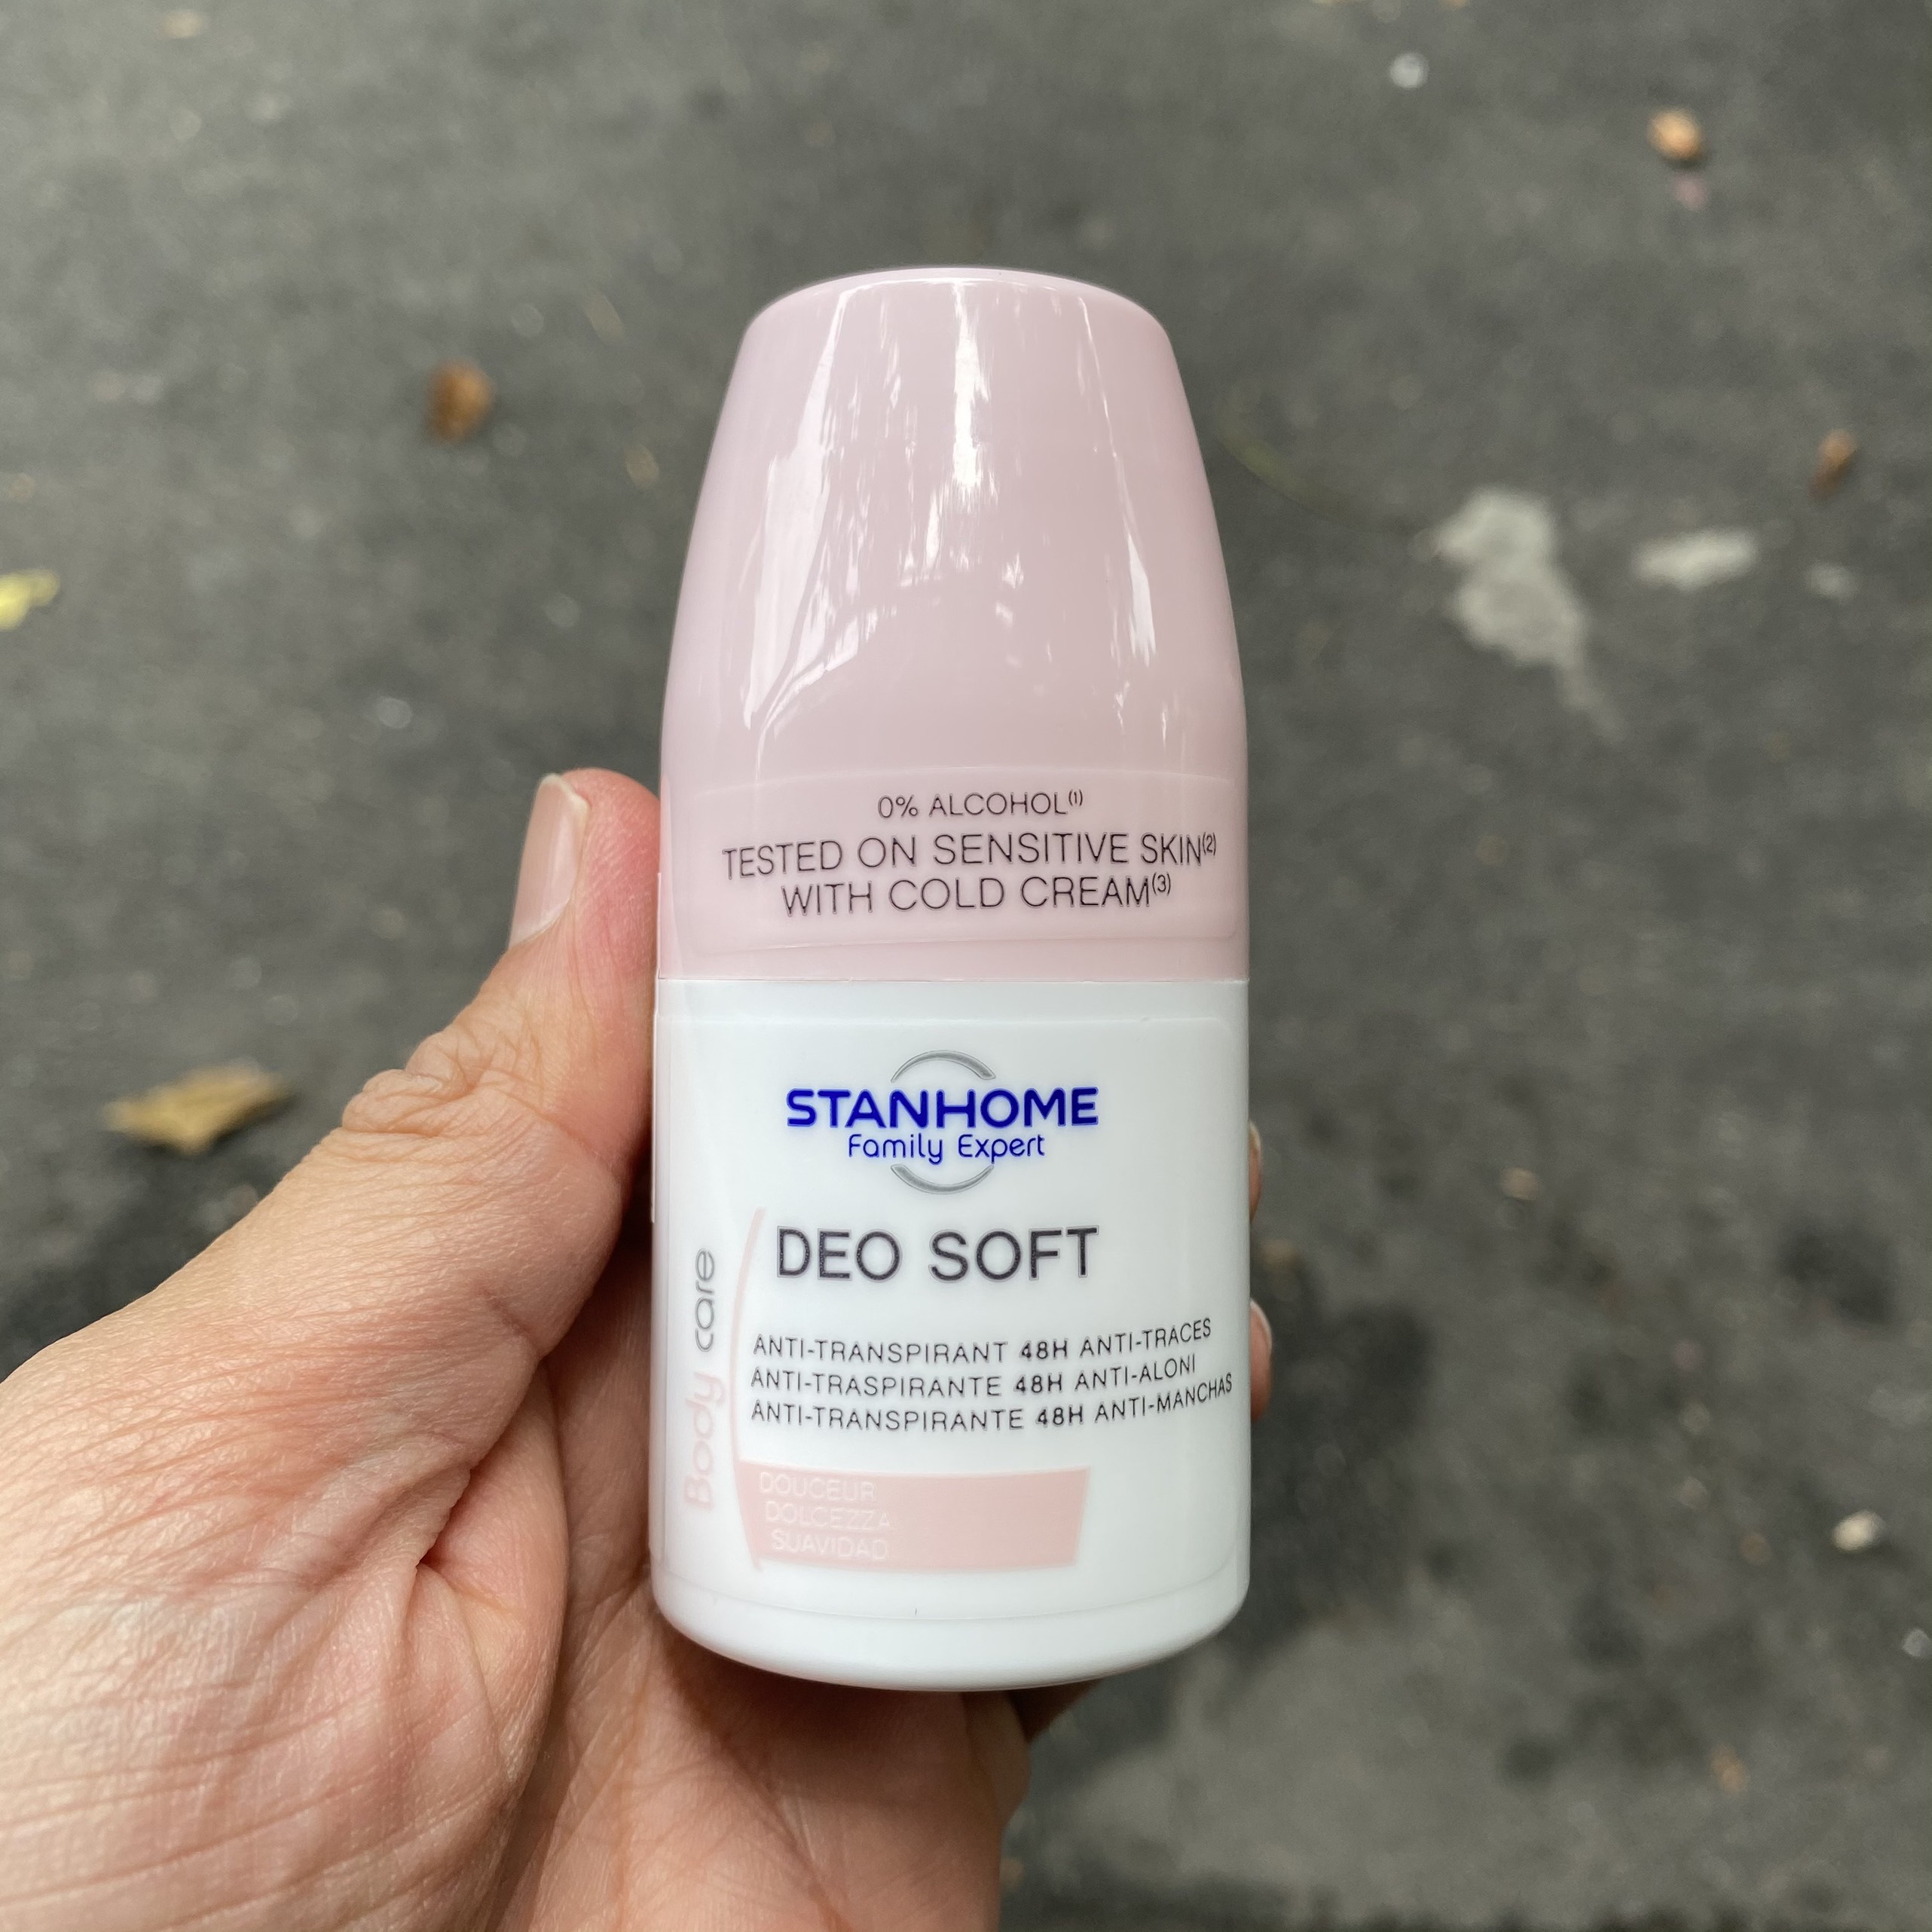 0% ALCOHOL(1)
TESTED ON SENSITIVE SKIN(2)
WITH COLD CREAM(3)
STANHOME
Family Expert
DEO SOFT
Body care
ANTI-TRANSPIRANT 48H ANTI-TRACES
ANTI-TRASPIRANTE 48H ANTI-ALONI
ANTI-TRANSPIRANTE 48H ANTI-MANCHAS
DOUCEUR
DOLCEZZA
SUAVIDAD